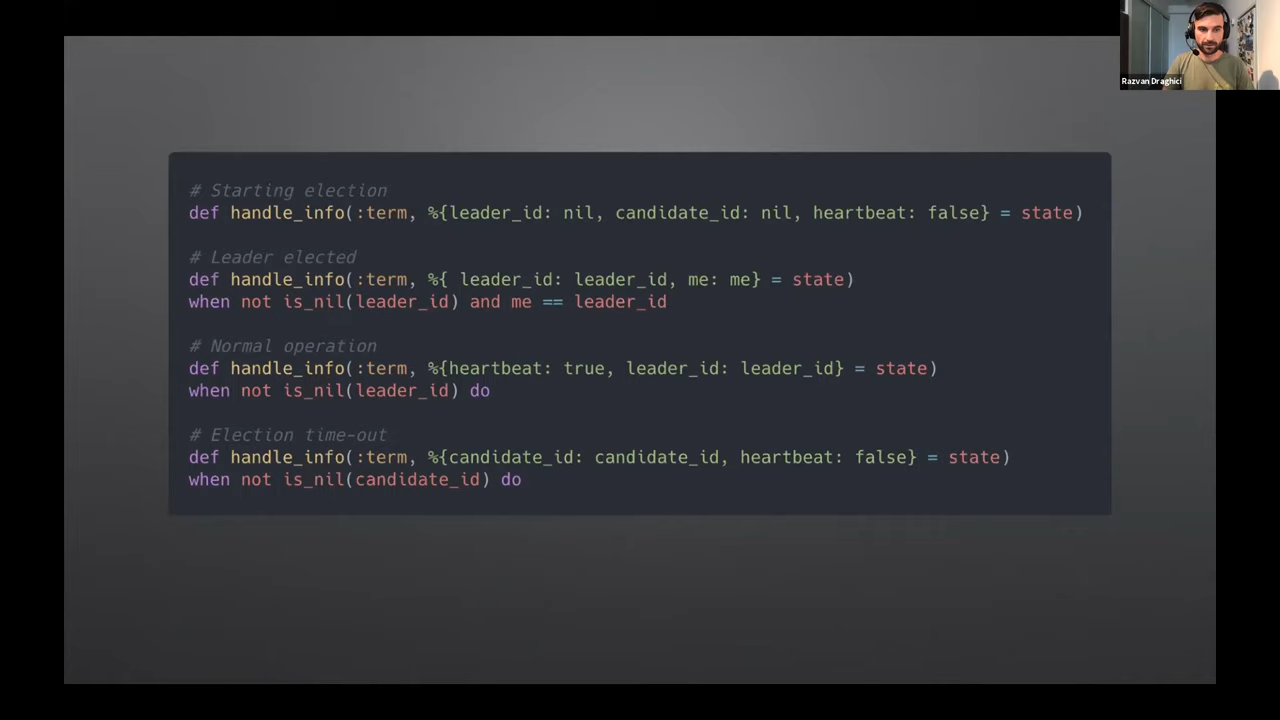 Razvan Draghici
# Starting election
def handle_info(:term, %{leader_id: nil, candidate_id: nil, heartbeat: false} = state)
# Leader elected
def handle_info(:term, %{ leader_id: leader_id, me: me} = state)
when not is_nil(leader_id) and me == leader_id
# Normal operation
def handle_info(:term, %{heartbeat: true, leader_id: leader_id} = state)
when not is_nil(leader_id) do
# Election time-out
def handle_info(:term, %{candidate_id: candidate_id, heartbeat: false} = state)
when not is_nil(candidate_id) do